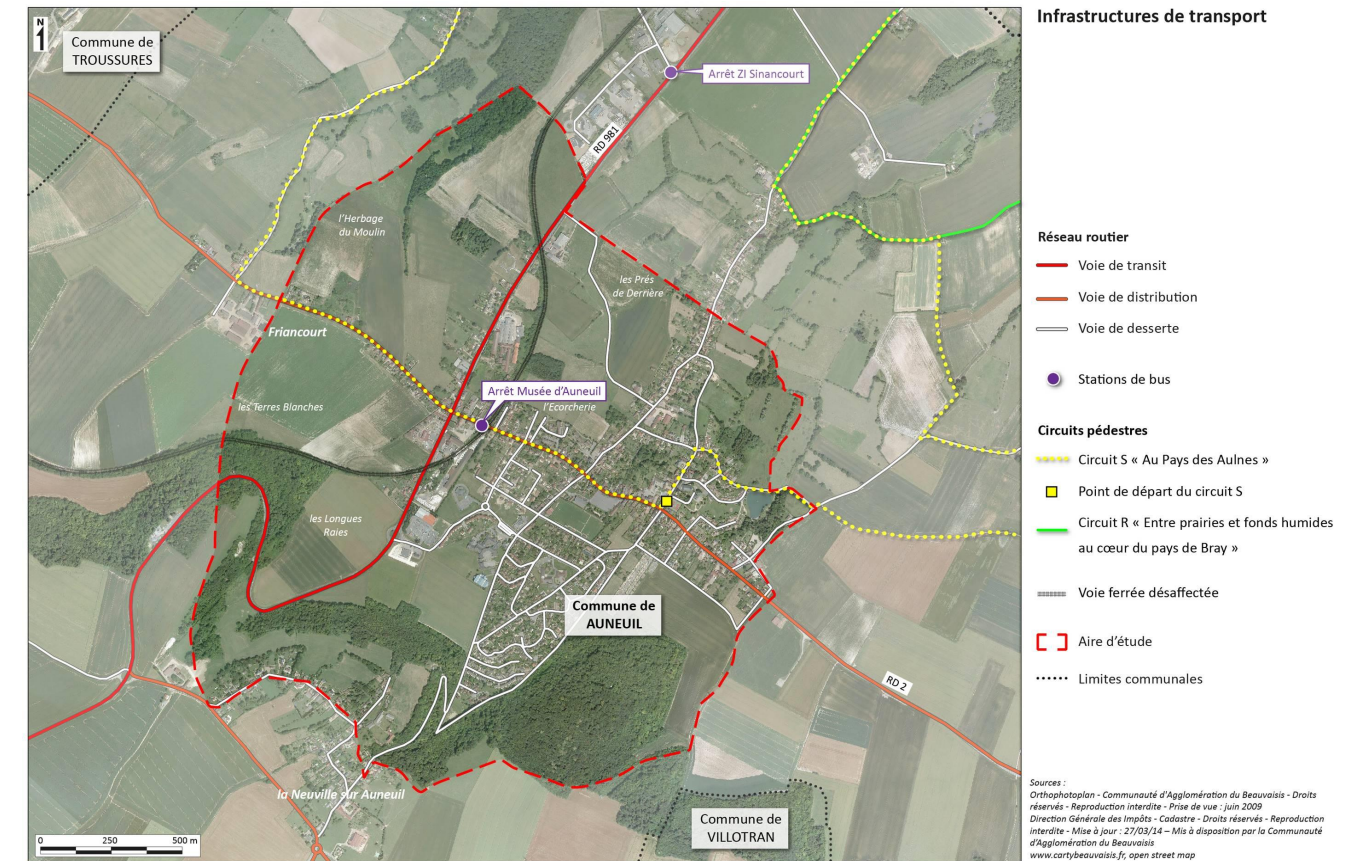 Infrastructures de transport
N
Commune de
TROUSSURES
Arrêt ZI Sinancourt
RD 981
l'Herbage
du Moulin
les Prés
de Derrière
Friancourt
Arrêt Musée d'Auneuil
les Terres Blanches
l'Ecorcherie
les Longues
Raies
Commune de
AUNEUIL
RD 2
la Neuville sur Auneuil
Commune de
VILLOTRAN
0 250 500 m
Réseau routier
Voie de transit
Voie de distribution
Voie de desserte
Stations de bus
Circuits pédestres
Circuit S « Au Pays des Aulnes »
Point de départ du circuit S
Circuit R « Entre prairies et fonds humides
au cœur du pays de Bray »
Voie ferrée désaffectée
Aire d'étude
Limites communales
Sources :
Orthophotoplan - Communauté d'Agglomération du Beauvaisis - Droits
réservés - Reproduction interdite - Prise de vue : juin 2009
Direction Générale des Impôts - Cadastre - Droits réservés - Reproduction
interdite - Mise à jour : 27/03/14 – Mis à disposition par la Communauté
d'Agglomération du Beauvaisis
www.cartybeauvaisis.fr, open street map